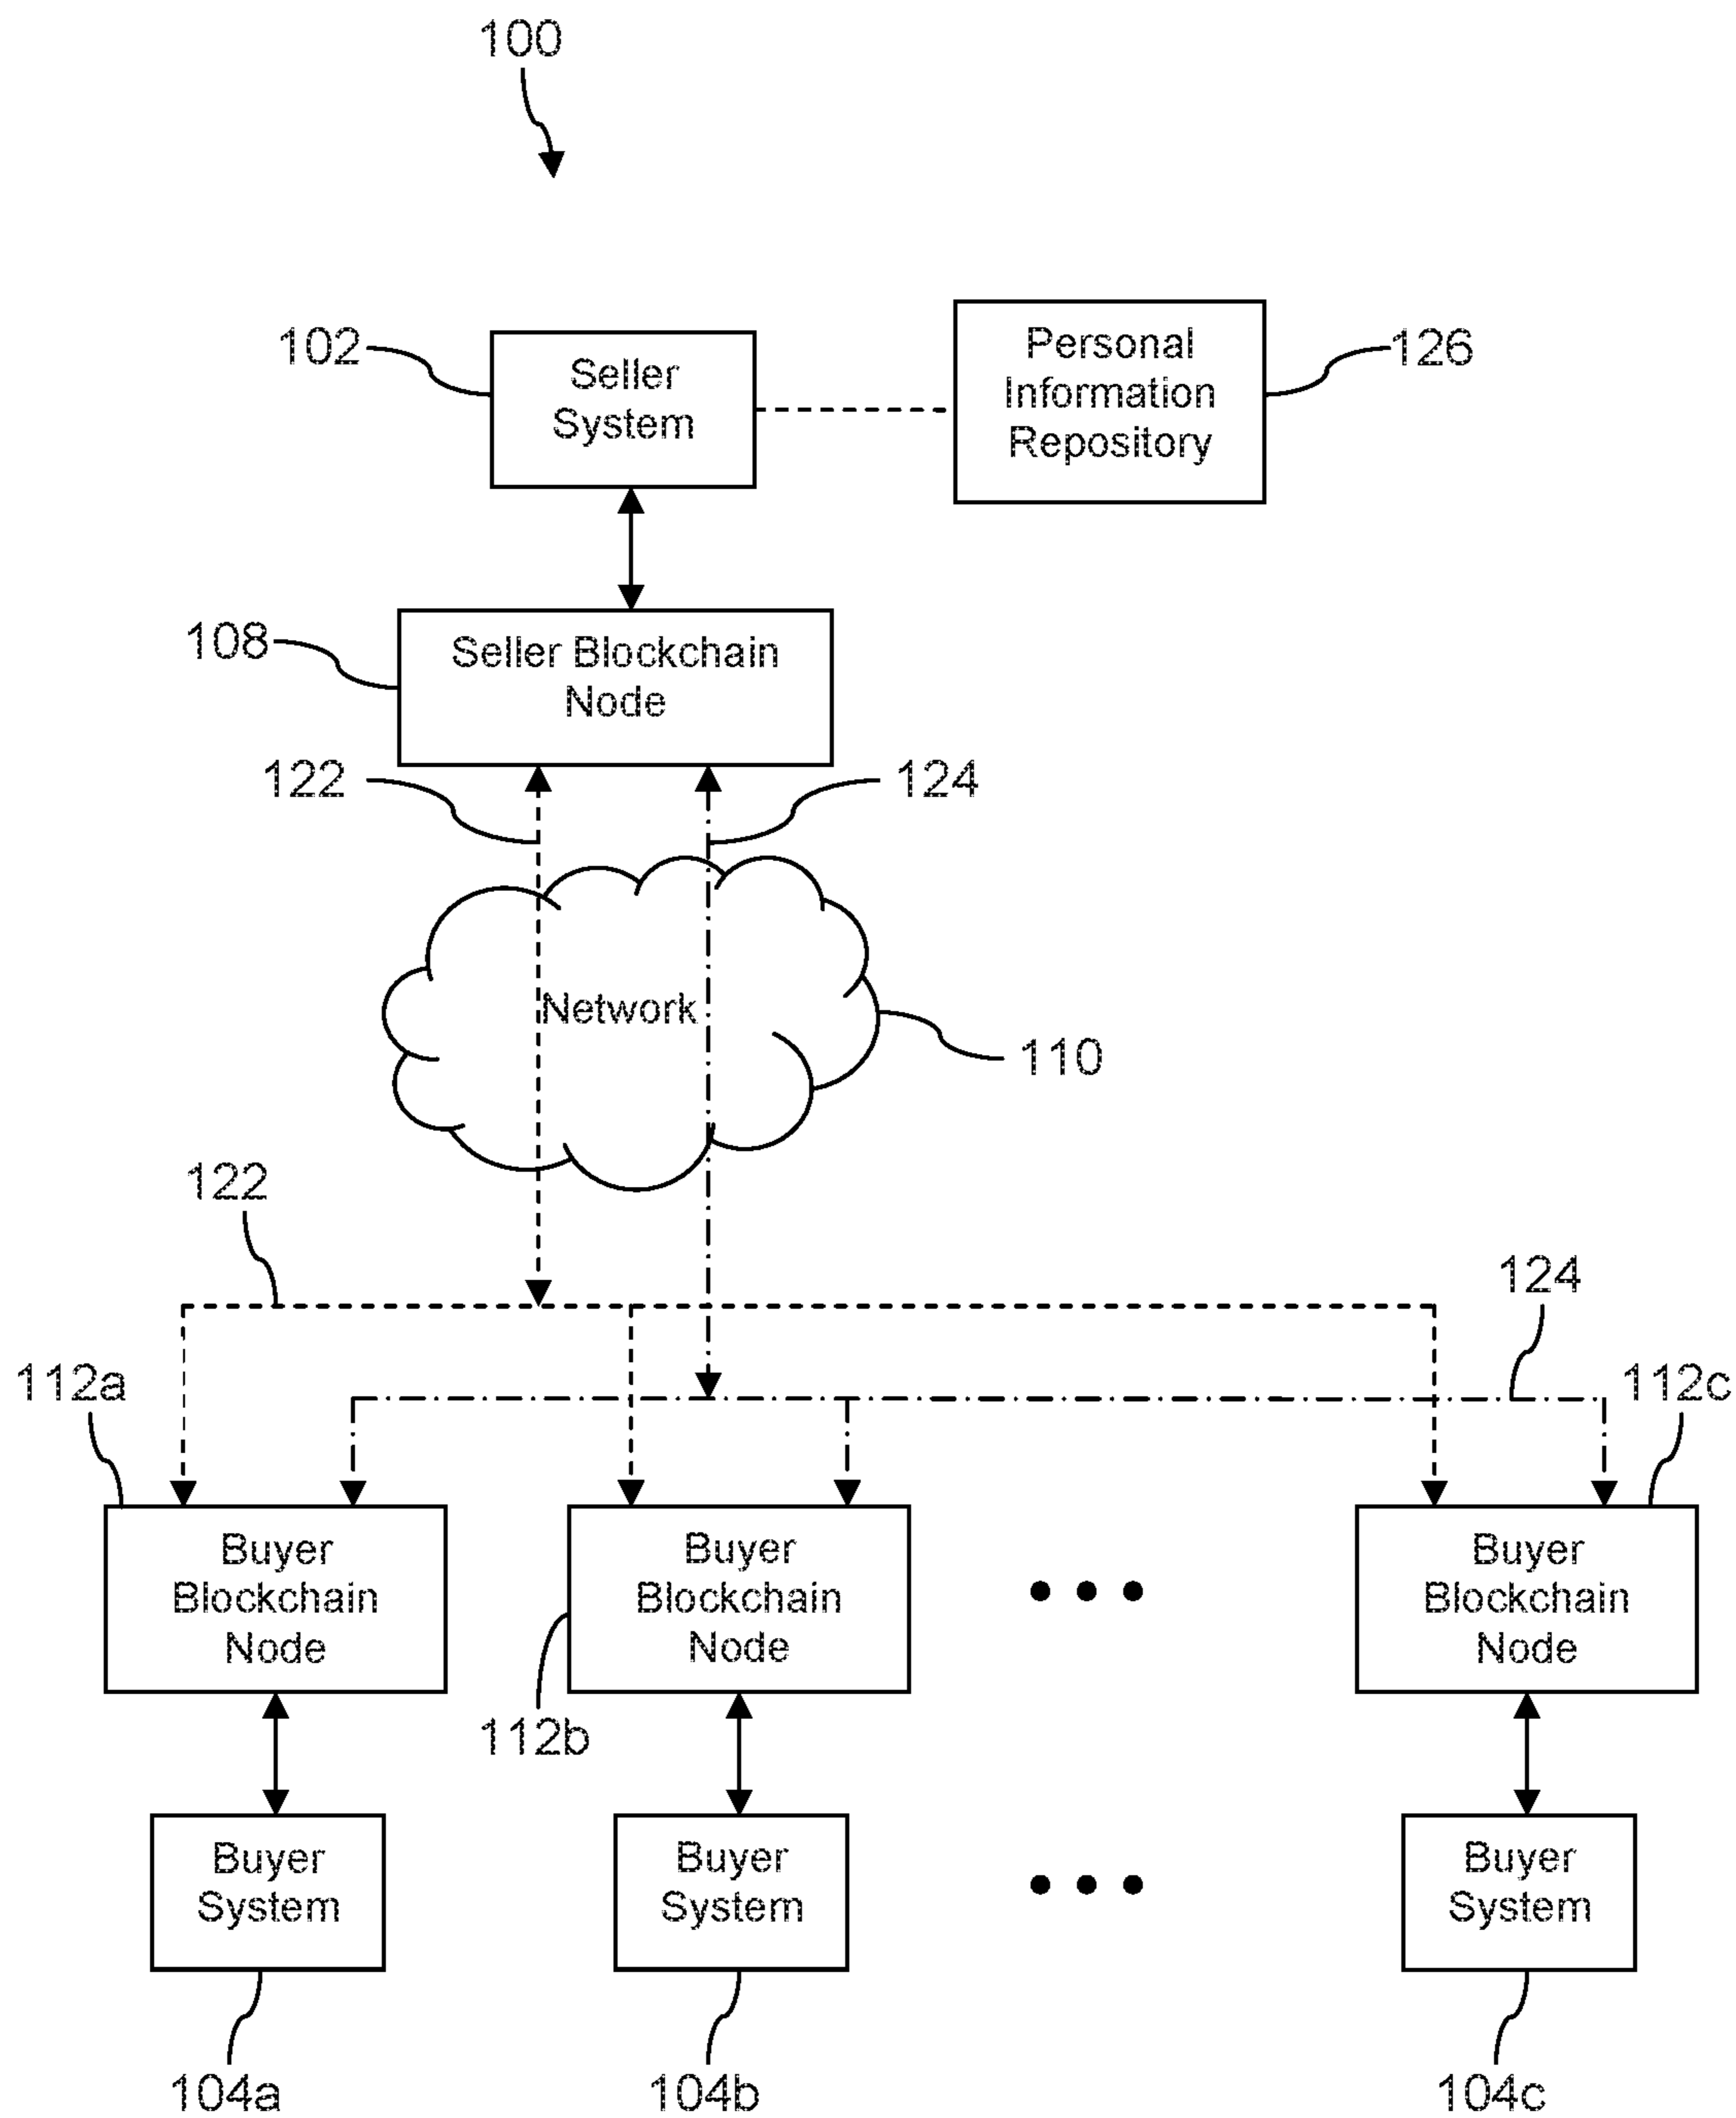 100
102
Seller
System
Personal
Information
Repository
126
108
Seller Blockchain
Node
122
124
Network
110
122
124
112a
112c
Buyer
Blockchain
Node
Buyer
Blockchain
Node
Buyer
Blockchain
Node
112b
Buyer
System
Buyer
System
Buyer
System
104a
104b
104c